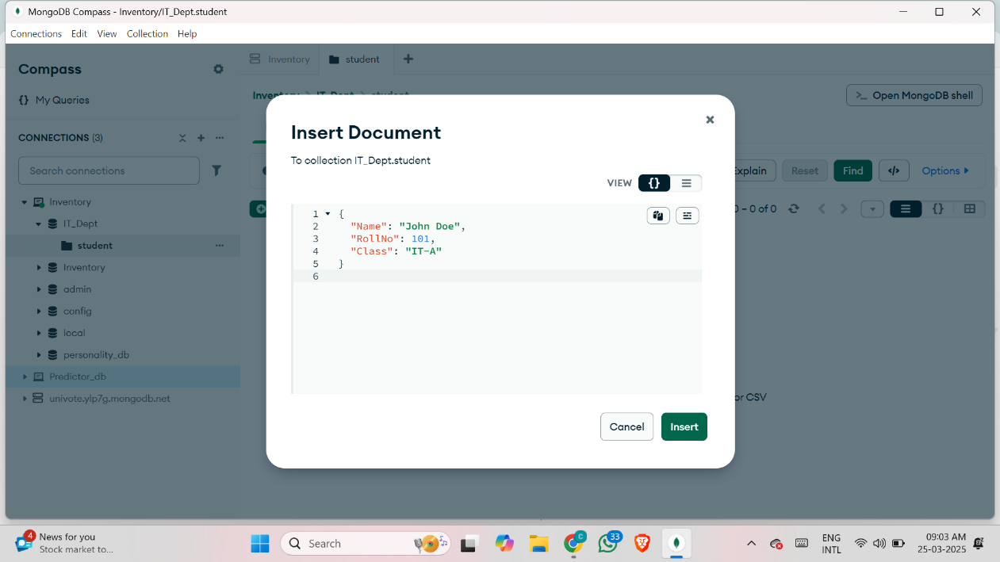 MongoDB Compass - Inventory/IT_Dept.student
Connections Edit View Collection Help
Compass
My Queries
CONNECTIONS (3)
Search connections
Inventory
IT_Dept
student
Inventory
admin
config
local
personality_db
Predictor_db
univote.ylp7g.mongodb.net
Inventory
student
Inventory > IT_Dept > student
>_ Open MongoDB shell
Explain
Reset
Find
</>
Options
0 – 0 of 0
{}
or CSV
Insert Document
To collection IT_Dept.student
VIEW {}
1 {
2 "Name": "John Doe",
3 "RollNo": 101,
4 "Class": "IT-A"
5 }
6
Cancel
Insert
4
News for you
Stock market to...
Search
C
33
ENG
INTL
09:03 AM
25-03-2025